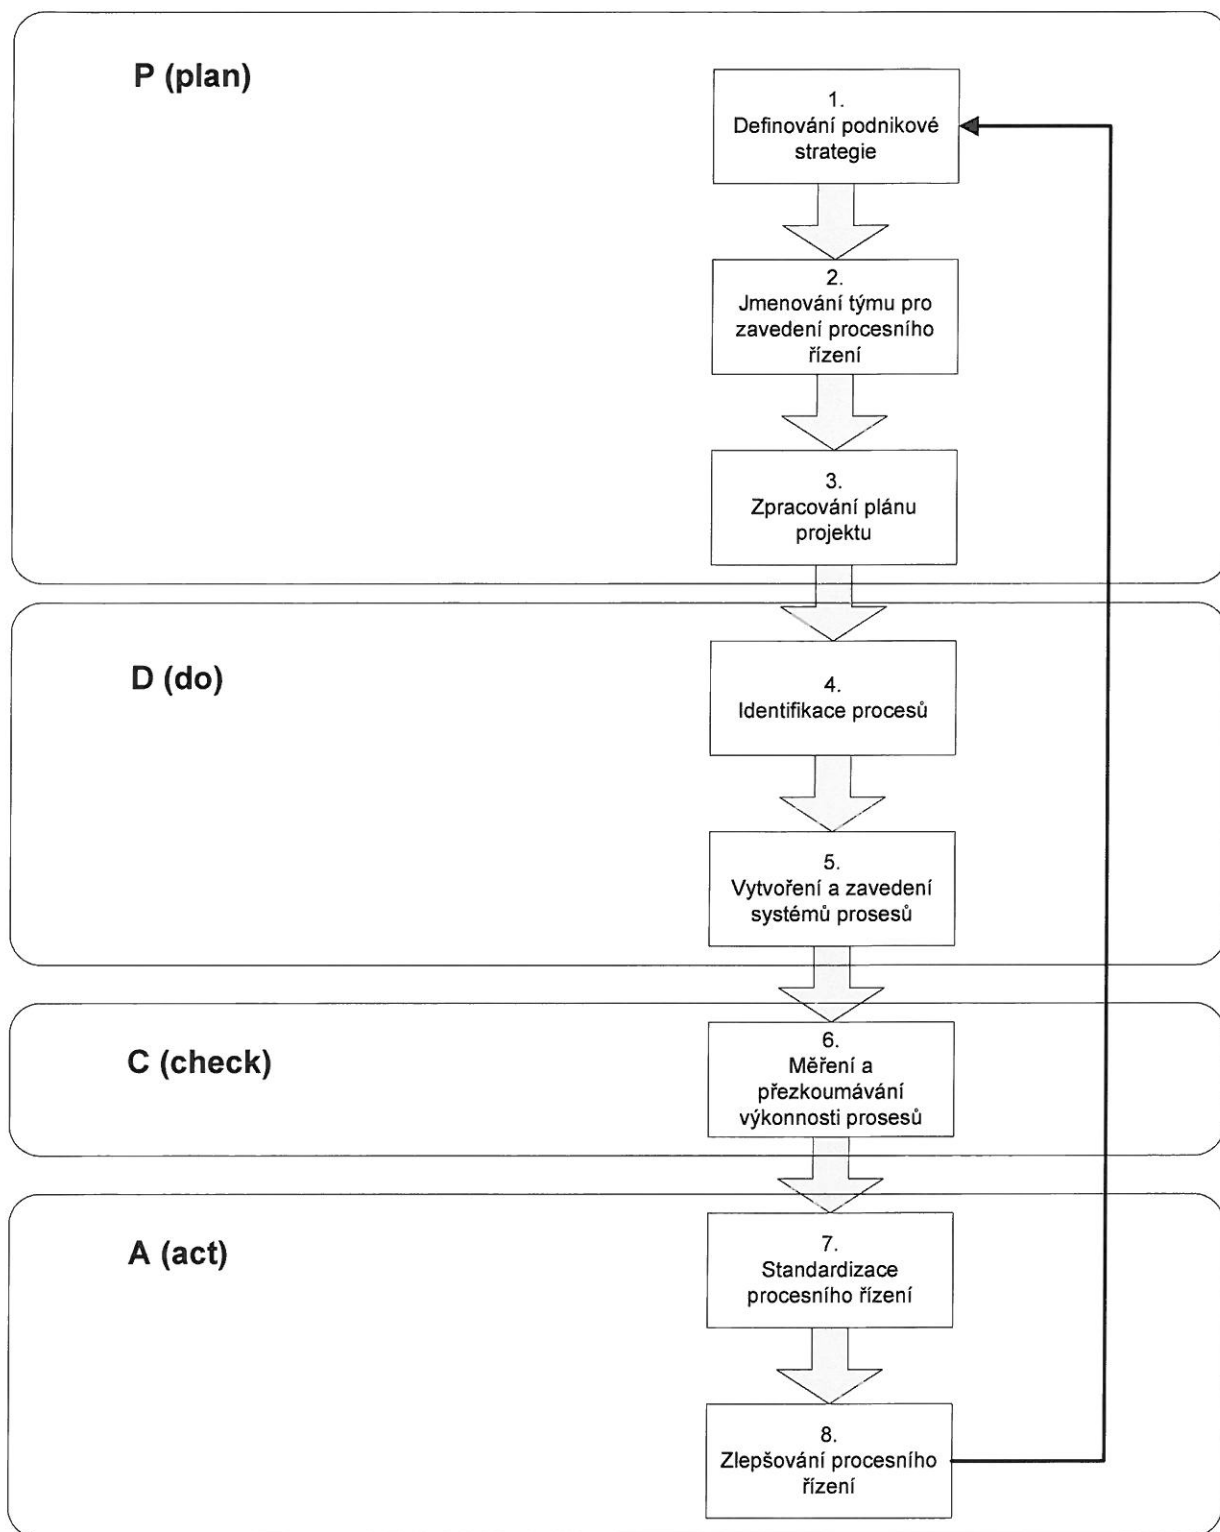 P (plan)
1.
Definování podnikové
strategie
2.
Jmenování týmu pro
zavedení procesního
řízení
3.
Zpracování plánu
projektu
D (do)
4.
Identifikace procesů
5.
Vytvoření a zavedení
systémů prosesů
C (check)
6.
Měření a
přezkoumávání
výkonnosti prosesů
A (act)
7.
Standardizace
procesního řízení
8.
Zlepšování procesního
řízení